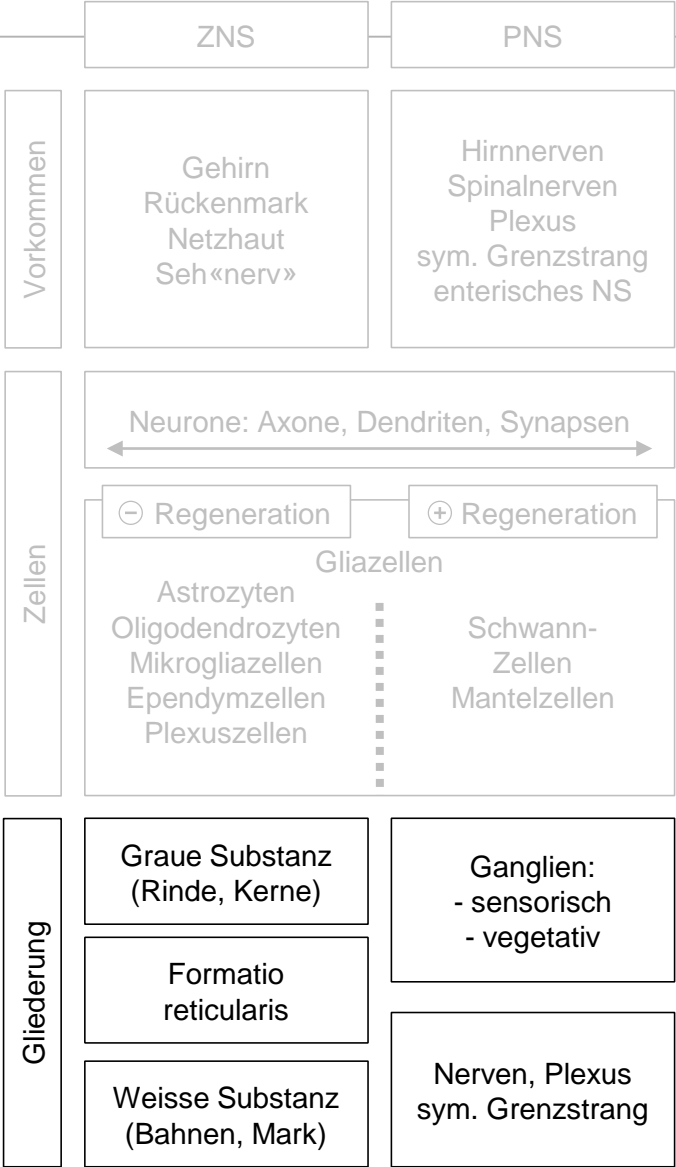 ZNS
PNS
Vorkommen
Gehirn
Rückenmark
Netzhaut
Seh«nerv»
Hirnnerven
Spinalnerven
Plexus
sym. Grenzstrang
enterisches NS
Zellen
Neurone: Axone, Dendriten, Synapsen
⊖ Regeneration
⊕ Regeneration
Gliazellen
Astrozyten
Oligodendrozyten
Mikrogliazellen
Ependymzellen
Plexuszellen
Schwann-
Zellen
Mantelzellen
Gliederung
Graue Substanz
(Rinde, Kerne)
Formatio
reticularis
Weisse Substanz
(Bahnen, Mark)
Ganglien:
- sensorisch
- vegetativ
Nerven, Plexus
sym. Grenzstrang